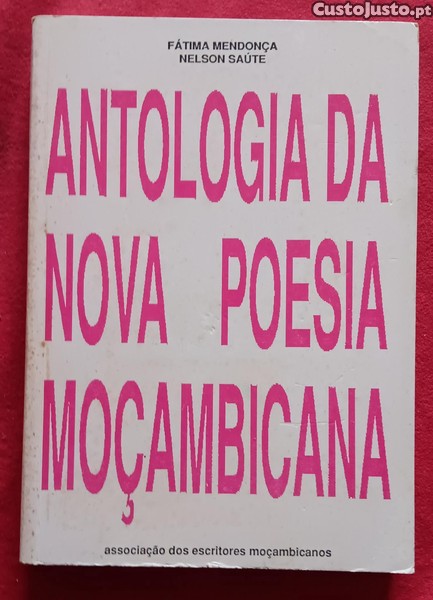 CustoJusto.pt
FÁTIMA MENDONÇA
NELSON SAÚTE
ANTOLOGIA DA
NOVA POESIA
MOÇAMBICANA
associação dos escritores moçambicanos